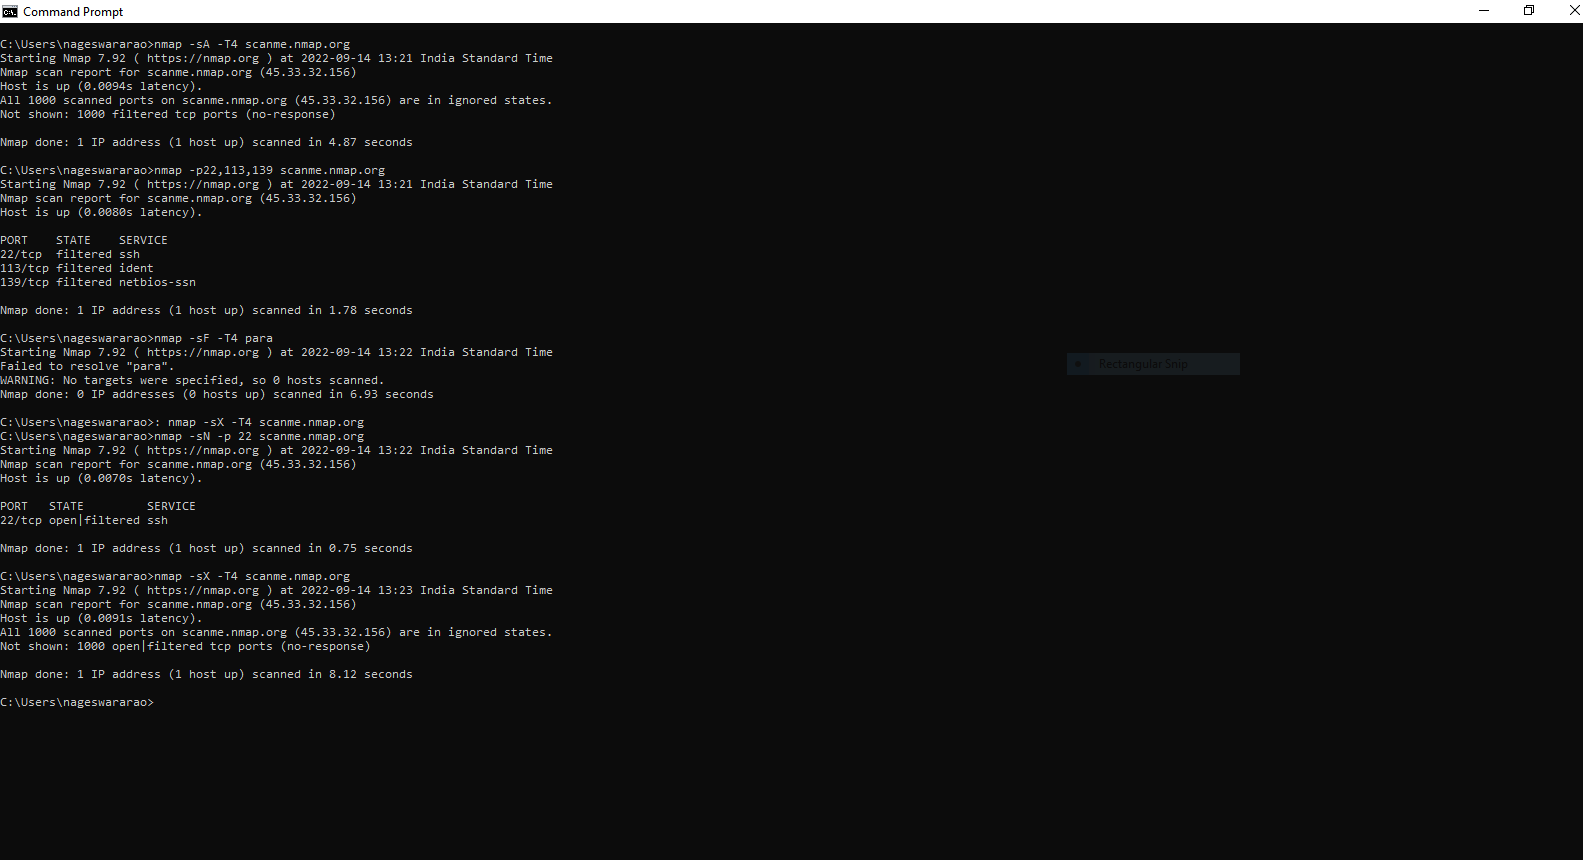 Command Prompt
C:\Users\nageswararao>nmap -sA -T4 scanme.nmap.org
Starting Nmap 7.92 ( https://nmap.org ) at 2022-09-14 13:21 India Standard Time
Nmap scan report for scanme.nmap.org (45.33.32.156)
Host is up (0.0094s latency).
All 1000 scanned ports on scanme.nmap.org (45.33.32.156) are in ignored states.
Not shown: 1000 filtered tcp ports (no-response)
Nmap done: 1 IP address (1 host up) scanned in 4.87 seconds
C:\Users\nageswararao>nmap -p22,113,139 scanme.nmap.org
Starting Nmap 7.92 ( https://nmap.org ) at 2022-09-14 13:21 India Standard Time
Nmap scan report for scanme.nmap.org (45.33.32.156)
Host is up (0.0080s latency).
PORT    STATE    SERVICE
22/tcp  filtered ssh
113/tcp filtered ident
139/tcp filtered netbios-ssn
Nmap done: 1 IP address (1 host up) scanned in 1.78 seconds
C:\Users\nageswararao>nmap -sF -T4 para
Starting Nmap 7.92 ( https://nmap.org ) at 2022-09-14 13:22 India Standard Time
Failed to resolve "para".
WARNING: No targets were specified, so 0 hosts scanned.
Nmap done: 0 IP addresses (0 hosts up) scanned in 6.93 seconds
Rectangular Snip
C:\Users\nageswararao>: nmap -sX -T4 scanme.nmap.org
C:\Users\nageswararao>nmap -sN -p 22 scanme.nmap.org
Starting Nmap 7.92 ( https://nmap.org ) at 2022-09-14 13:22 India Standard Time
Nmap scan report for scanme.nmap.org (45.33.32.156)
Host is up (0.0070s latency).
PORT   STATE         SERVICE
22/tcp open|filtered ssh
Nmap done: 1 IP address (1 host up) scanned in 0.75 seconds
C:\Users\nageswararao>nmap -sX -T4 scanme.nmap.org
Starting Nmap 7.92 ( https://nmap.org ) at 2022-09-14 13:23 India Standard Time
Nmap scan report for scanme.nmap.org (45.33.32.156)
Host is up (0.0091s latency).
All 1000 scanned ports on scanme.nmap.org (45.33.32.156) are in ignored states.
Not shown: 1000 open|filtered tcp ports (no-response)
Nmap done: 1 IP address (1 host up) scanned in 8.12 seconds
C:\Users\nageswararao>